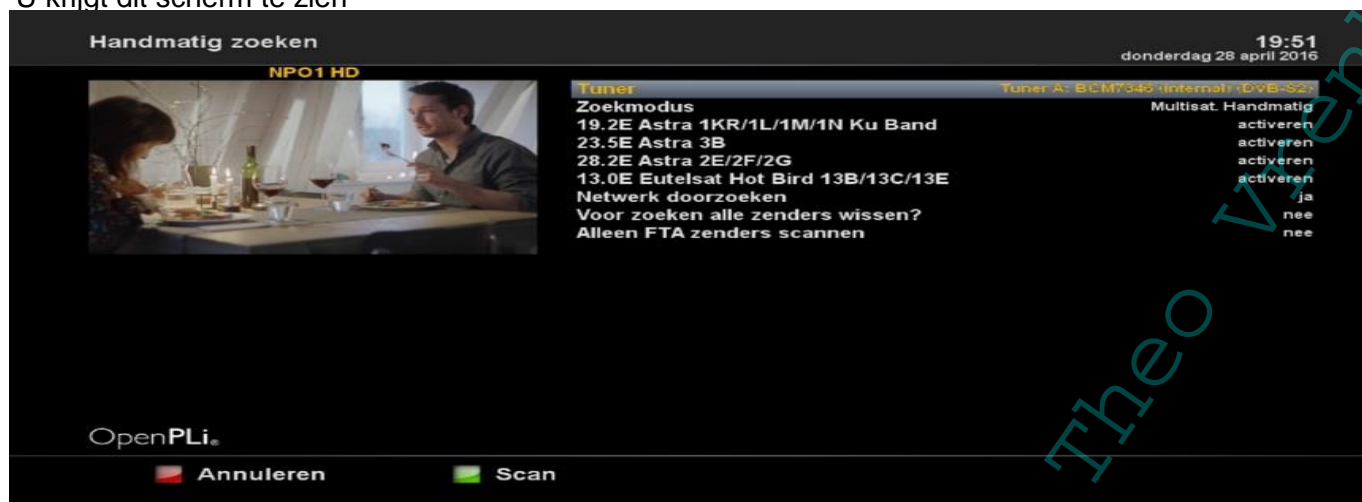 U krijgt dit scherm te zien
Handmatig zoeken
19:51
donderdag 28 april 2016
NPO1 HD
Tuner Tuner A: BCM7346 (internal) (DVB-S2)
Zoekmodus Multisat. Handmatig
19.2E Astra 1KR/1L/1M/1N Ku Band activeren
23.5E Astra 3B activeren
28.2E Astra 2E/2F/2G activeren
13.0E Eutelsat Hot Bird 13B/13C/13E activeren
Netwerk doorzoeken ja
Voor zoeken alle zenders wissen? nee
Alleen FTA zenders scannen nee
OpenPLi®
Annuleren Scan
Theo